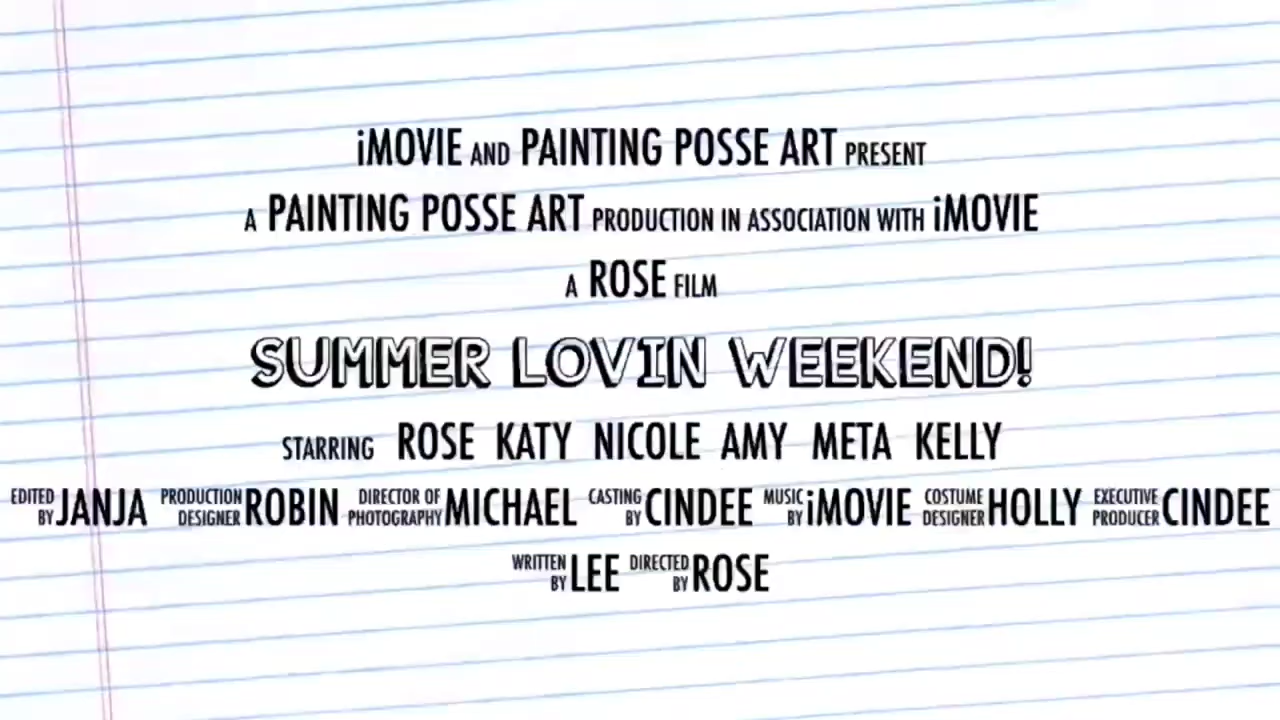 iMOVIE AND PAINTING POSSE ART PRESENT
A PAINTING POSSE ART PRODUCTION IN ASSOCIATION WITH iMOVIE
A ROSE FILM
SUMMER LOVIN WEEKEND!
STARRING ROSE KATY NICOLE AMY META KELLY
EDITED BY JANJA PRODUCTION DESIGNER ROBIN DIRECTOR OF PHOTOGRAPHY MICHAEL CASTING BY CINDEE MUSIC BY iMOVIE COSTUME DESIGNER HOLLY EXECUTIVE PRODUCER CINDEE
WRITTEN BY LEE DIRECTED BY ROSE